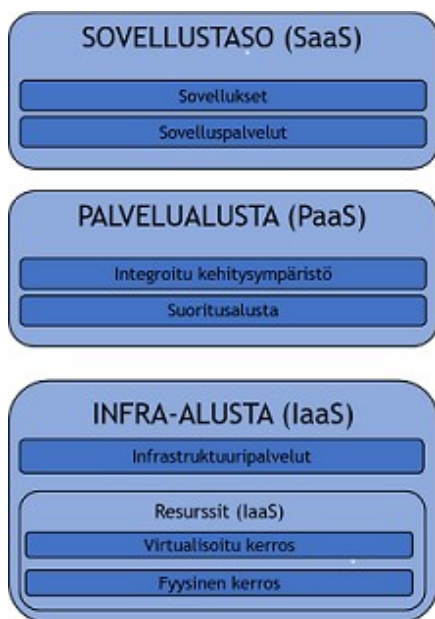 SOVELLUSTASO (SaaS)
Sovellukset
Sovelluspalvelut
PALVELUALUSTA (PaaS)
Integroitu kehitysympäristö
Suoritusalusta
INFRA-ALUSTA (IaaS)
Infrastruktuuripalvelut
Resurssit (IaaS)
Virtualisoitu kerros
Fyysinen kerros